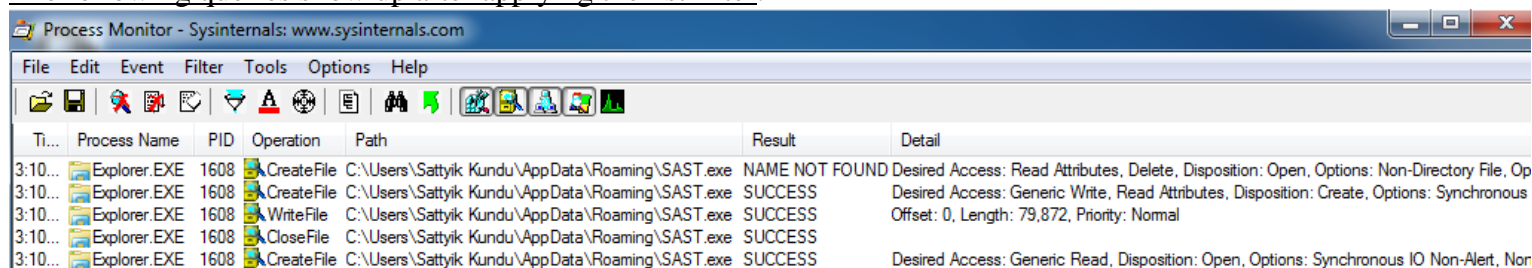 Process Monitor - Sysinternals: www.sysinternals.com
File Edit Event Filter Tools Options Help
Ti... Process Name PID Operation Path Result Detail
3:10... Explorer.EXE 1608 CreateFile C:\Users\Sattyik Kundu\AppData\Roaming\SAST.exe NAME NOT FOUND Desired Access: Read Attributes, Delete, Disposition: Open, Options: Non-Directory File, Op
3:10... Explorer.EXE 1608 CreateFile C:\Users\Sattyik Kundu\AppData\Roaming\SAST.exe SUCCESS Desired Access: Generic Write, Read Attributes, Disposition: Create, Options: Synchronous
3:10... Explorer.EXE 1608 WriteFile C:\Users\Sattyik Kundu\AppData\Roaming\SAST.exe SUCCESS Offset: 0, Length: 79,872, Priority: Normal
3:10... Explorer.EXE 1608 CloseFile C:\Users\Sattyik Kundu\AppData\Roaming\SAST.exe SUCCESS
3:10... Explorer.EXE 1608 CreateFile C:\Users\Sattyik Kundu\AppData\Roaming\SAST.exe SUCCESS Desired Access: Generic Read, Disposition: Open, Options: Synchronous IO Non-Alert, Non